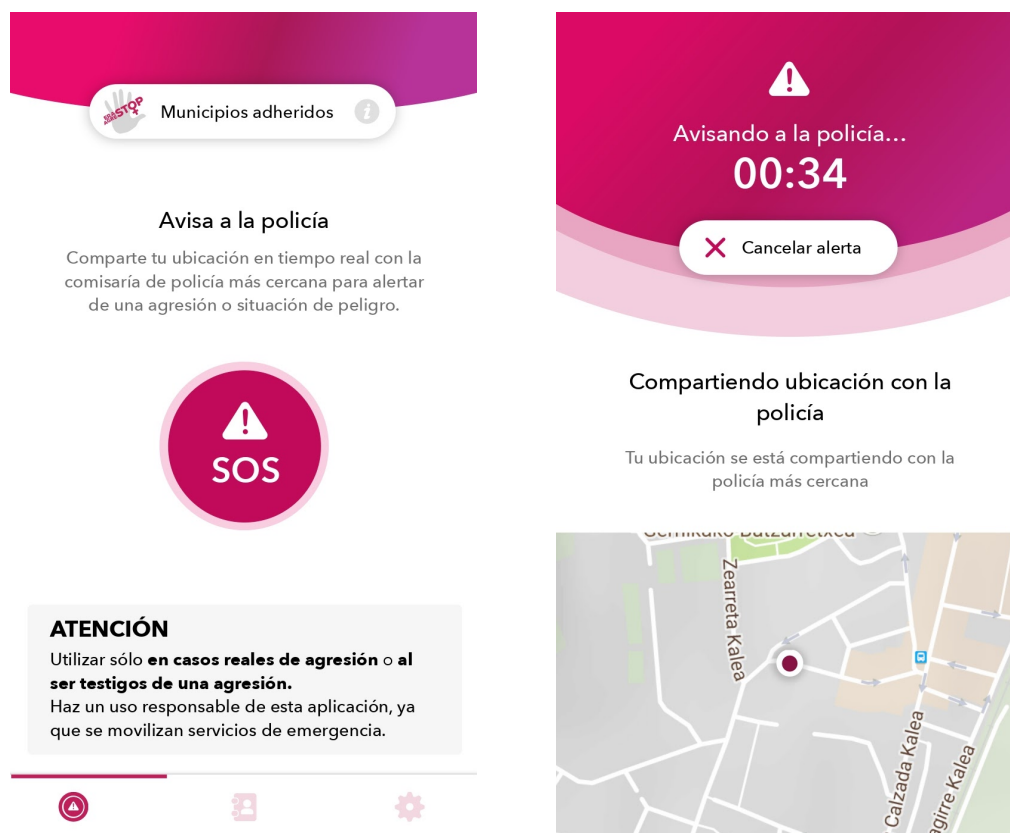 STOP
Municipios adheridos
i
Avisa a la policía
Comparte tu ubicación en tiempo real con la
comisaría de policía más cercana para alertar
de una agresión o situación de peligro.
SOS
ATENCIÓN
Utilizar sólo en casos reales de agresión o al
ser testigos de una agresión.
Haz un uso responsable de esta aplicación, ya
que se movilizan servicios de emergencia.
Avisando a la policía...
00:34
Cancelar alerta
Compartiendo ubicación con la
policía
Tu ubicación se está compartiendo con la
policía más cercana
Gernikako Batzarretxea
Zearreta Kalea
Calzada Kalea
agirre Kalea